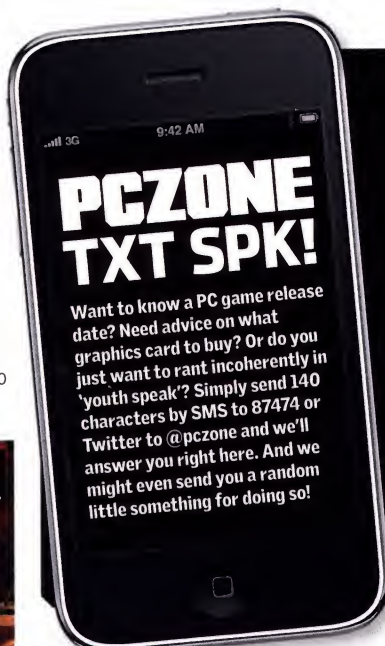 3G
9:42 AM
PCZONE
TXT SPK!
Want to know a PC game release
date? Need advice on what
graphics card to buy? Or do you
just want to rant incoherently in
'youth speak'? Simply send 140
characters by SMS to 87474 or
Twitter to @pczone and we'll
answer you right here. And we
might even send you a random
little something for doing so!